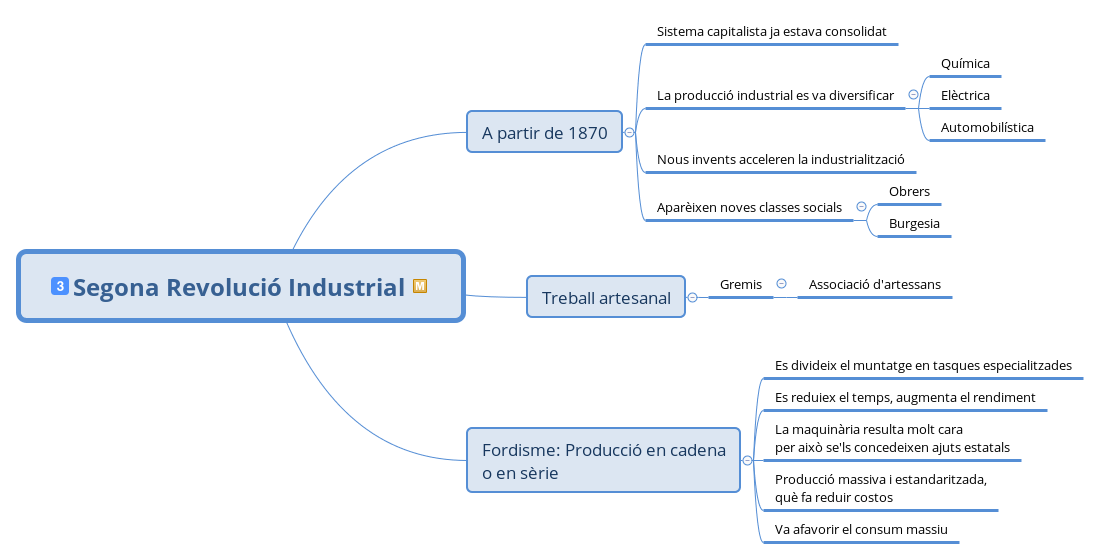 Sistema capitalista ja estava consolidat
Química
La producció industrial es va diversificar
Elèctrica
Automobilística
A partir de 1870
Nous invents acceleren la industrialització
Obrers
Aparèixen noves classes socials
Burgesia
3 Segona Revolució Industrial M
Treball artesanal
Gremis
Associació d'artessans
Es divideix el muntatge en tasques especialitzades
Es reduiex el temps, augmenta el rendiment
La maquinària resulta molt cara
per això se'ls concedeixen ajuts estatals
Fordisme: Producció en cadena
o en sèrie
Producció massiva i estandaritzada,
què fa reduir costos
Va afavorir el consum massiu